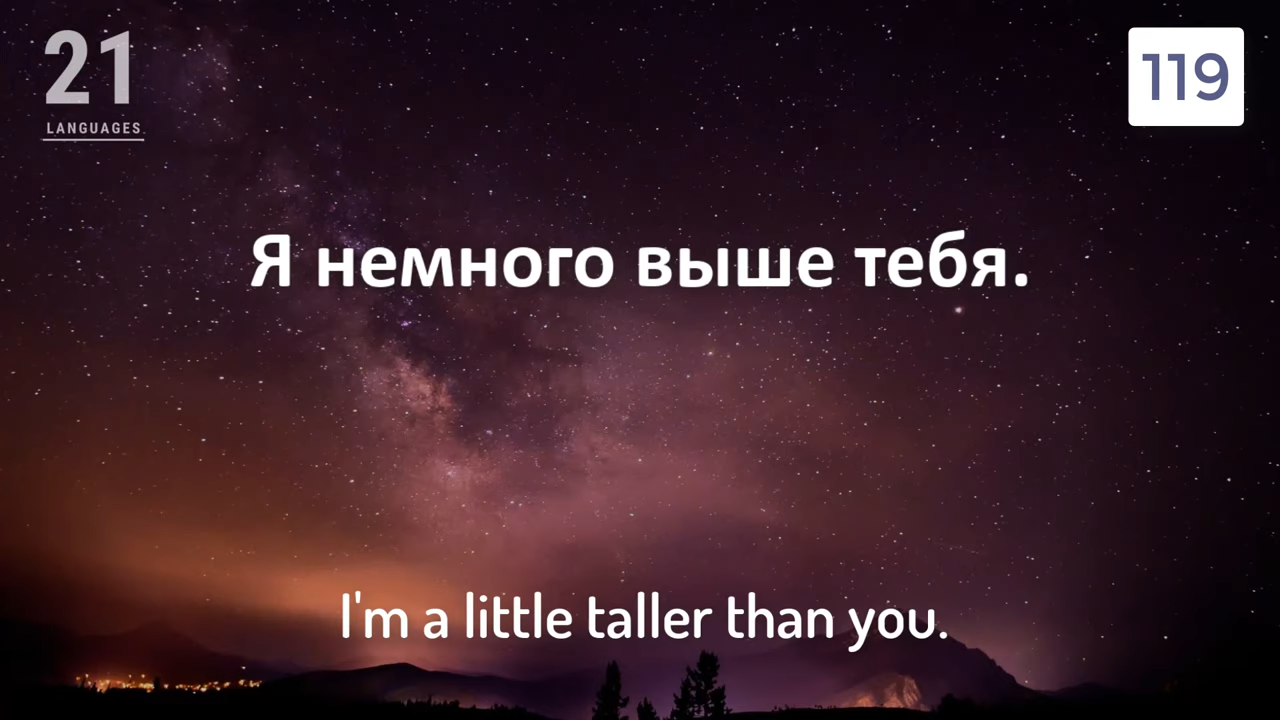 21
LANGUAGES
119
Я немного выше тебя.
I'm a little taller than you.